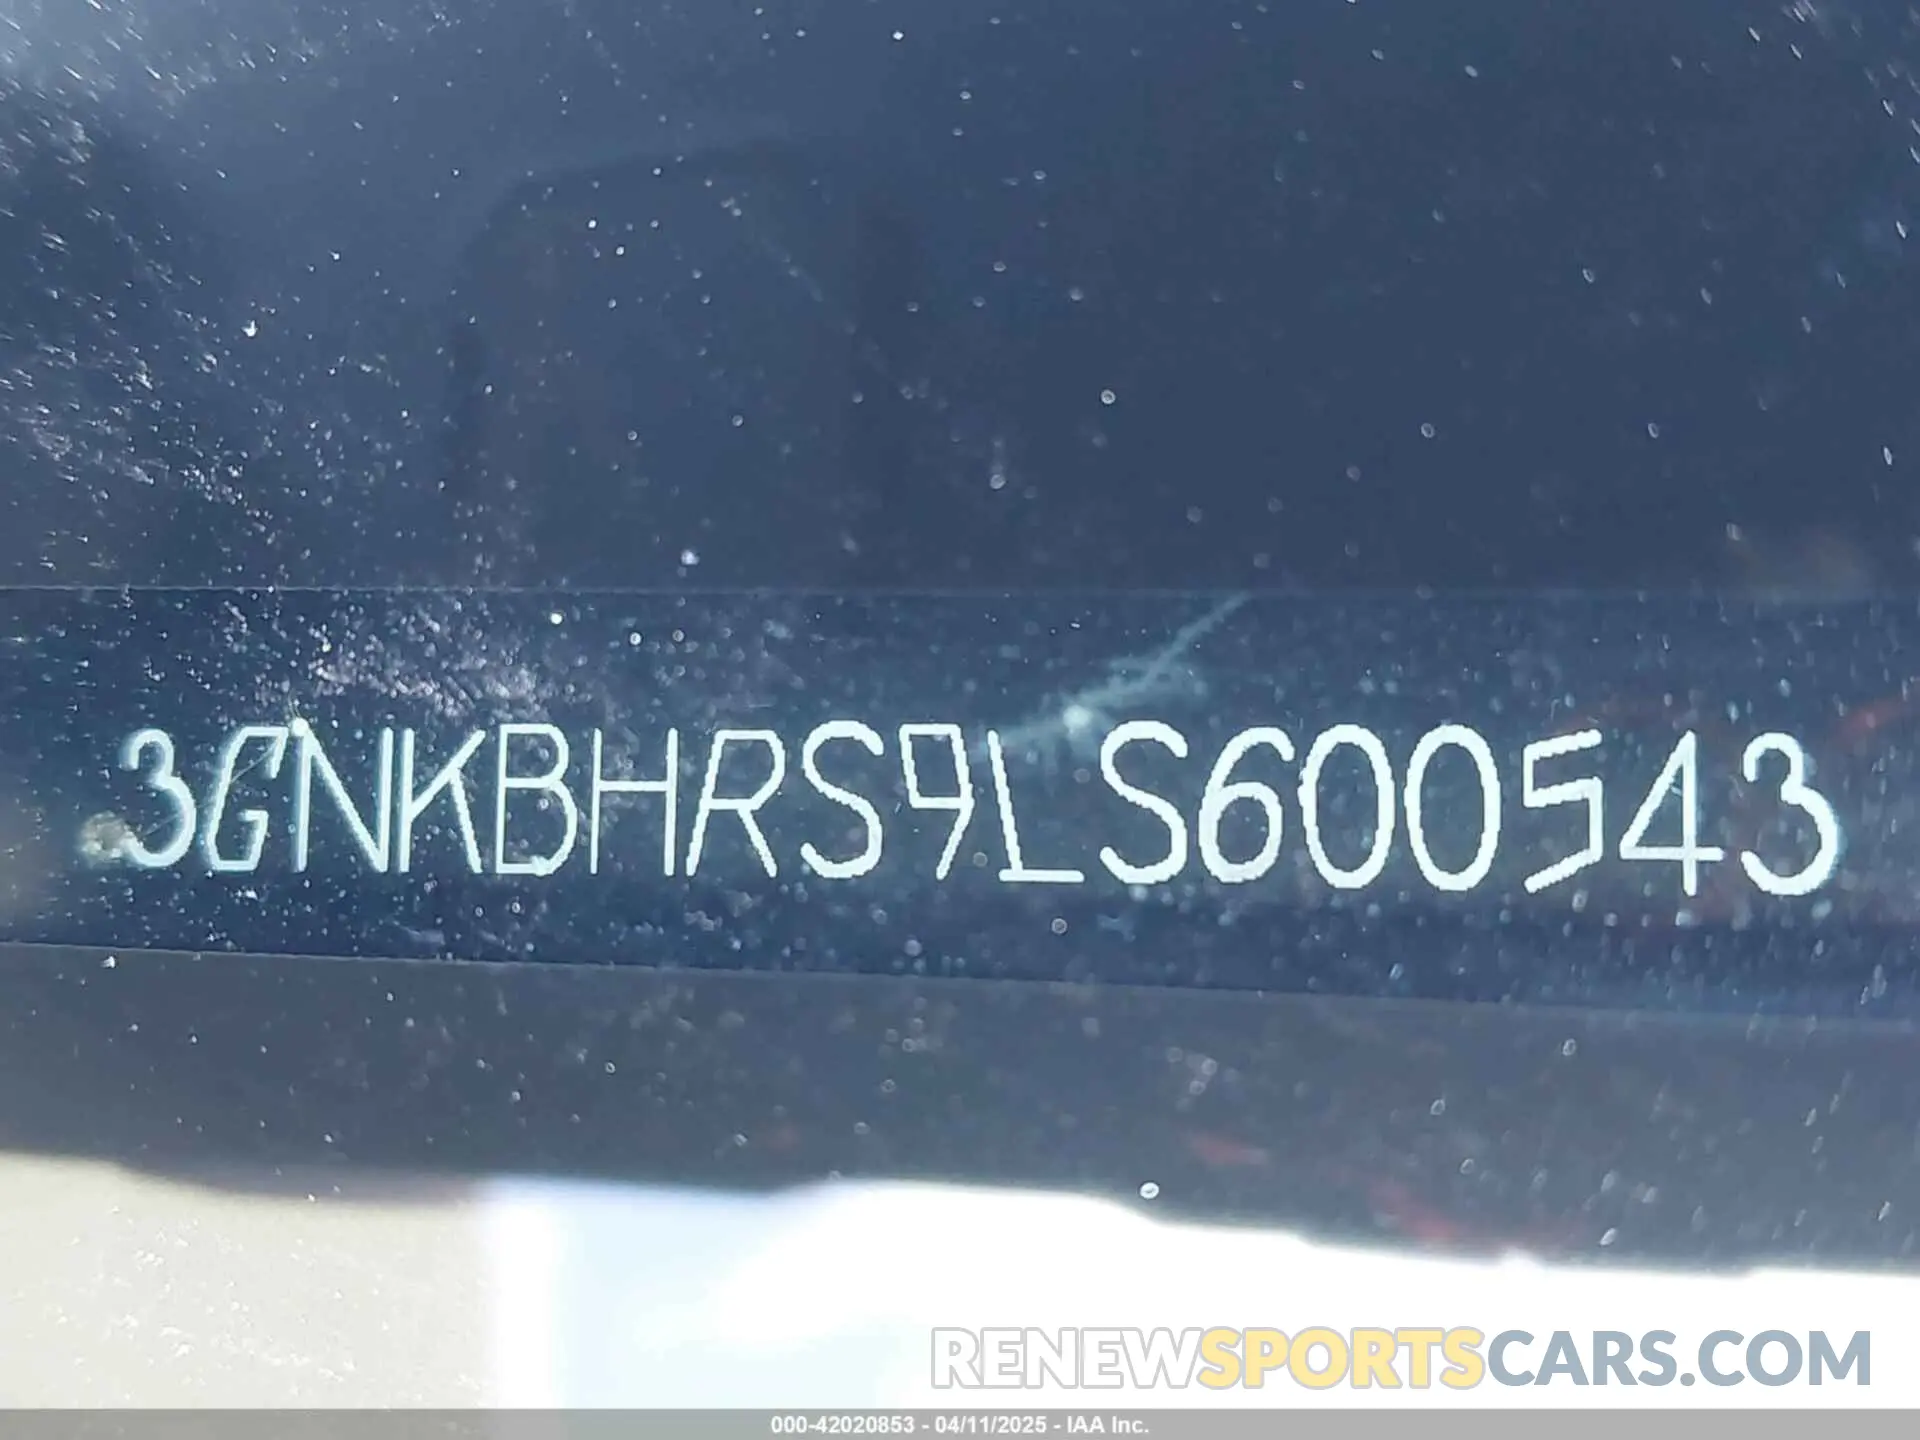 3GNKBHRS9LS600543
RENEWSPORTSCARS.COM
000-42020853 - 04/11/2025 - IAA Inc.